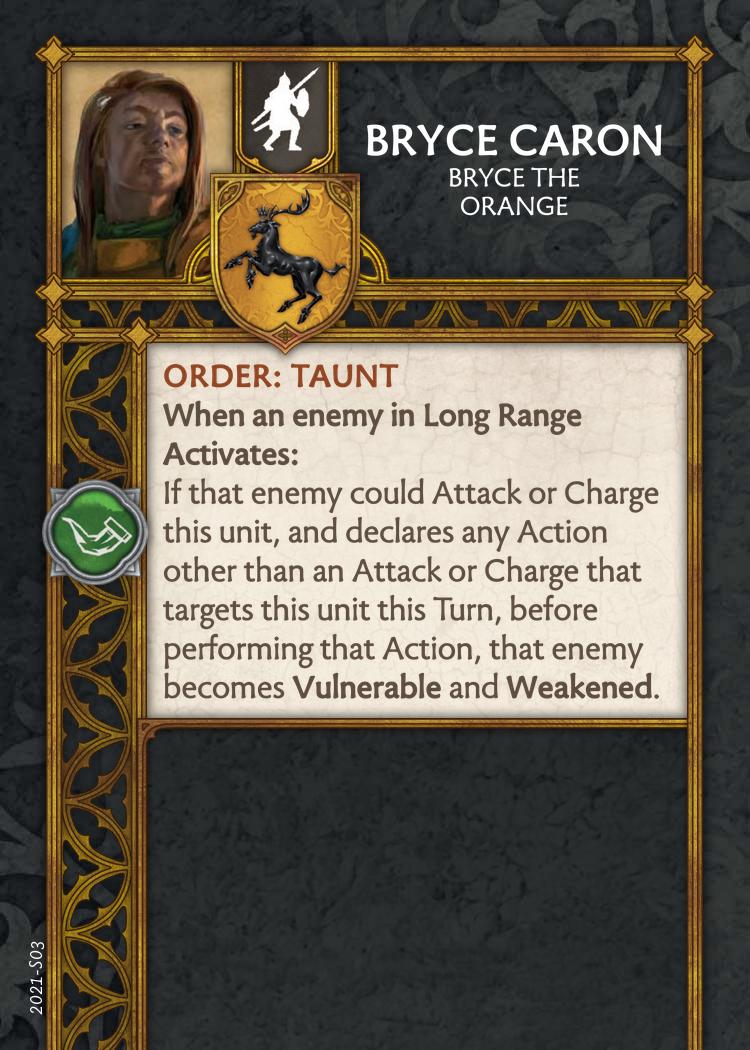 BRYCE CARON
BRYCE THE
ORANGE
ORDER: TAUNT
When an enemy in Long Range
Activates:
If that enemy could Attack or Charge
this unit, and declares any Action
other than an Attack or Charge that
targets this unit this Turn, before
performing that Action, that enemy
becomes Vulnerable and Weakened.
2021-S03